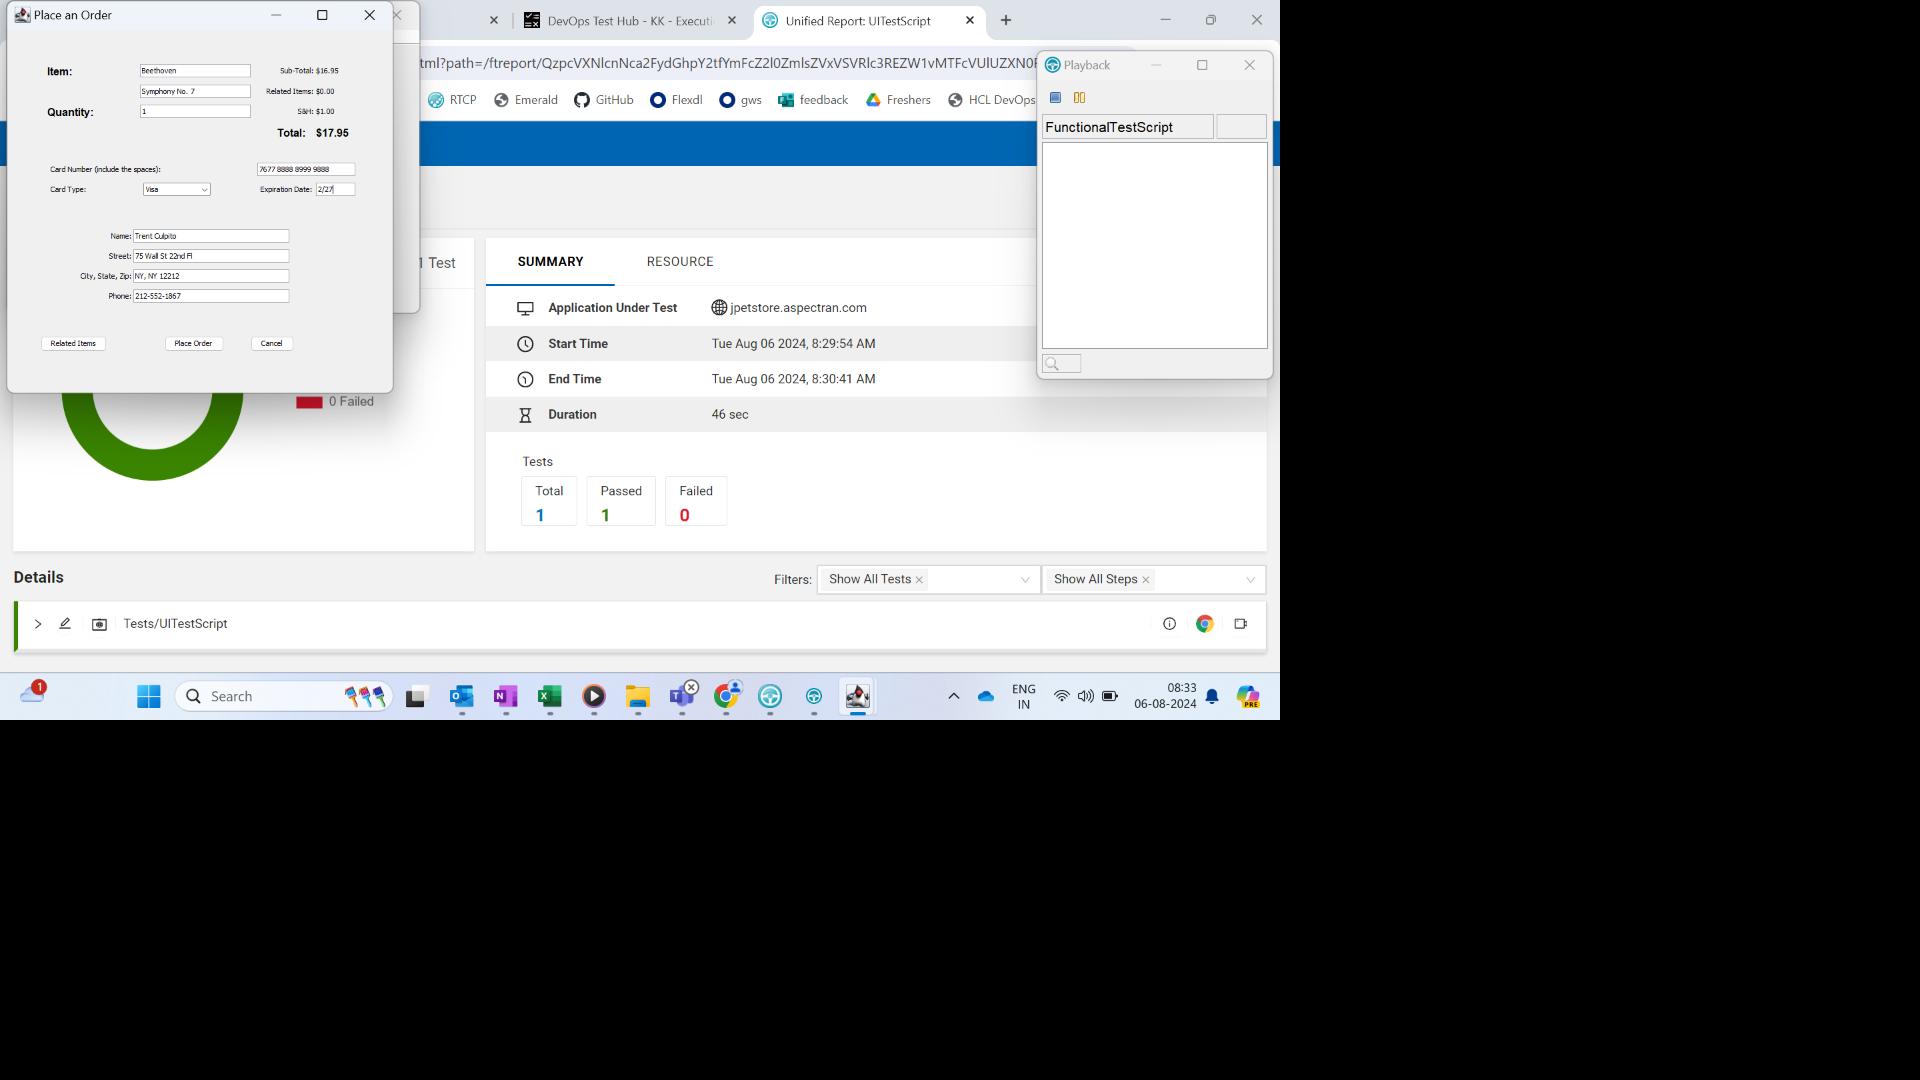 Place an Order
Item:
Beethoven
Sub-Total: $16.95
Symphony No. 7
Related Items: $0.00
Quantity:
1
S&H: $1.00
Total: $17.95
Card Number (include the spaces):
7677 8888 8999 9888
Card Type:
Visa
Expiration Date:
2/27
Name:
Trent Culpito
Street:
75 Wall St 22nd Fl
City, State, Zip:
NY, NY 12212
Phone:
212-552-1867
Related Items
Place Order
Cancel
DevOps Test Hub - KK - Executi
Unified Report: UITestScript
RTCP
Emerald
GitHub
Flexdl
gws
feedback
Freshers
HCL DevOps
Playback
FunctionalTestScript
1 Test
0 Failed
SUMMARY
RESOURCE
Application Under Test
jpetstore.aspectran.com
Start Time
Tue Aug 06 2024, 8:29:54 AM
End Time
Tue Aug 06 2024, 8:30:41 AM
Duration
46 sec
Tests
Total
1
Passed
1
Failed
0
Details
Filters:
Show All Tests
Show All Steps
Tests/UITestScript
1
Search
ENG
IN
08:33
06-08-2024
PRE